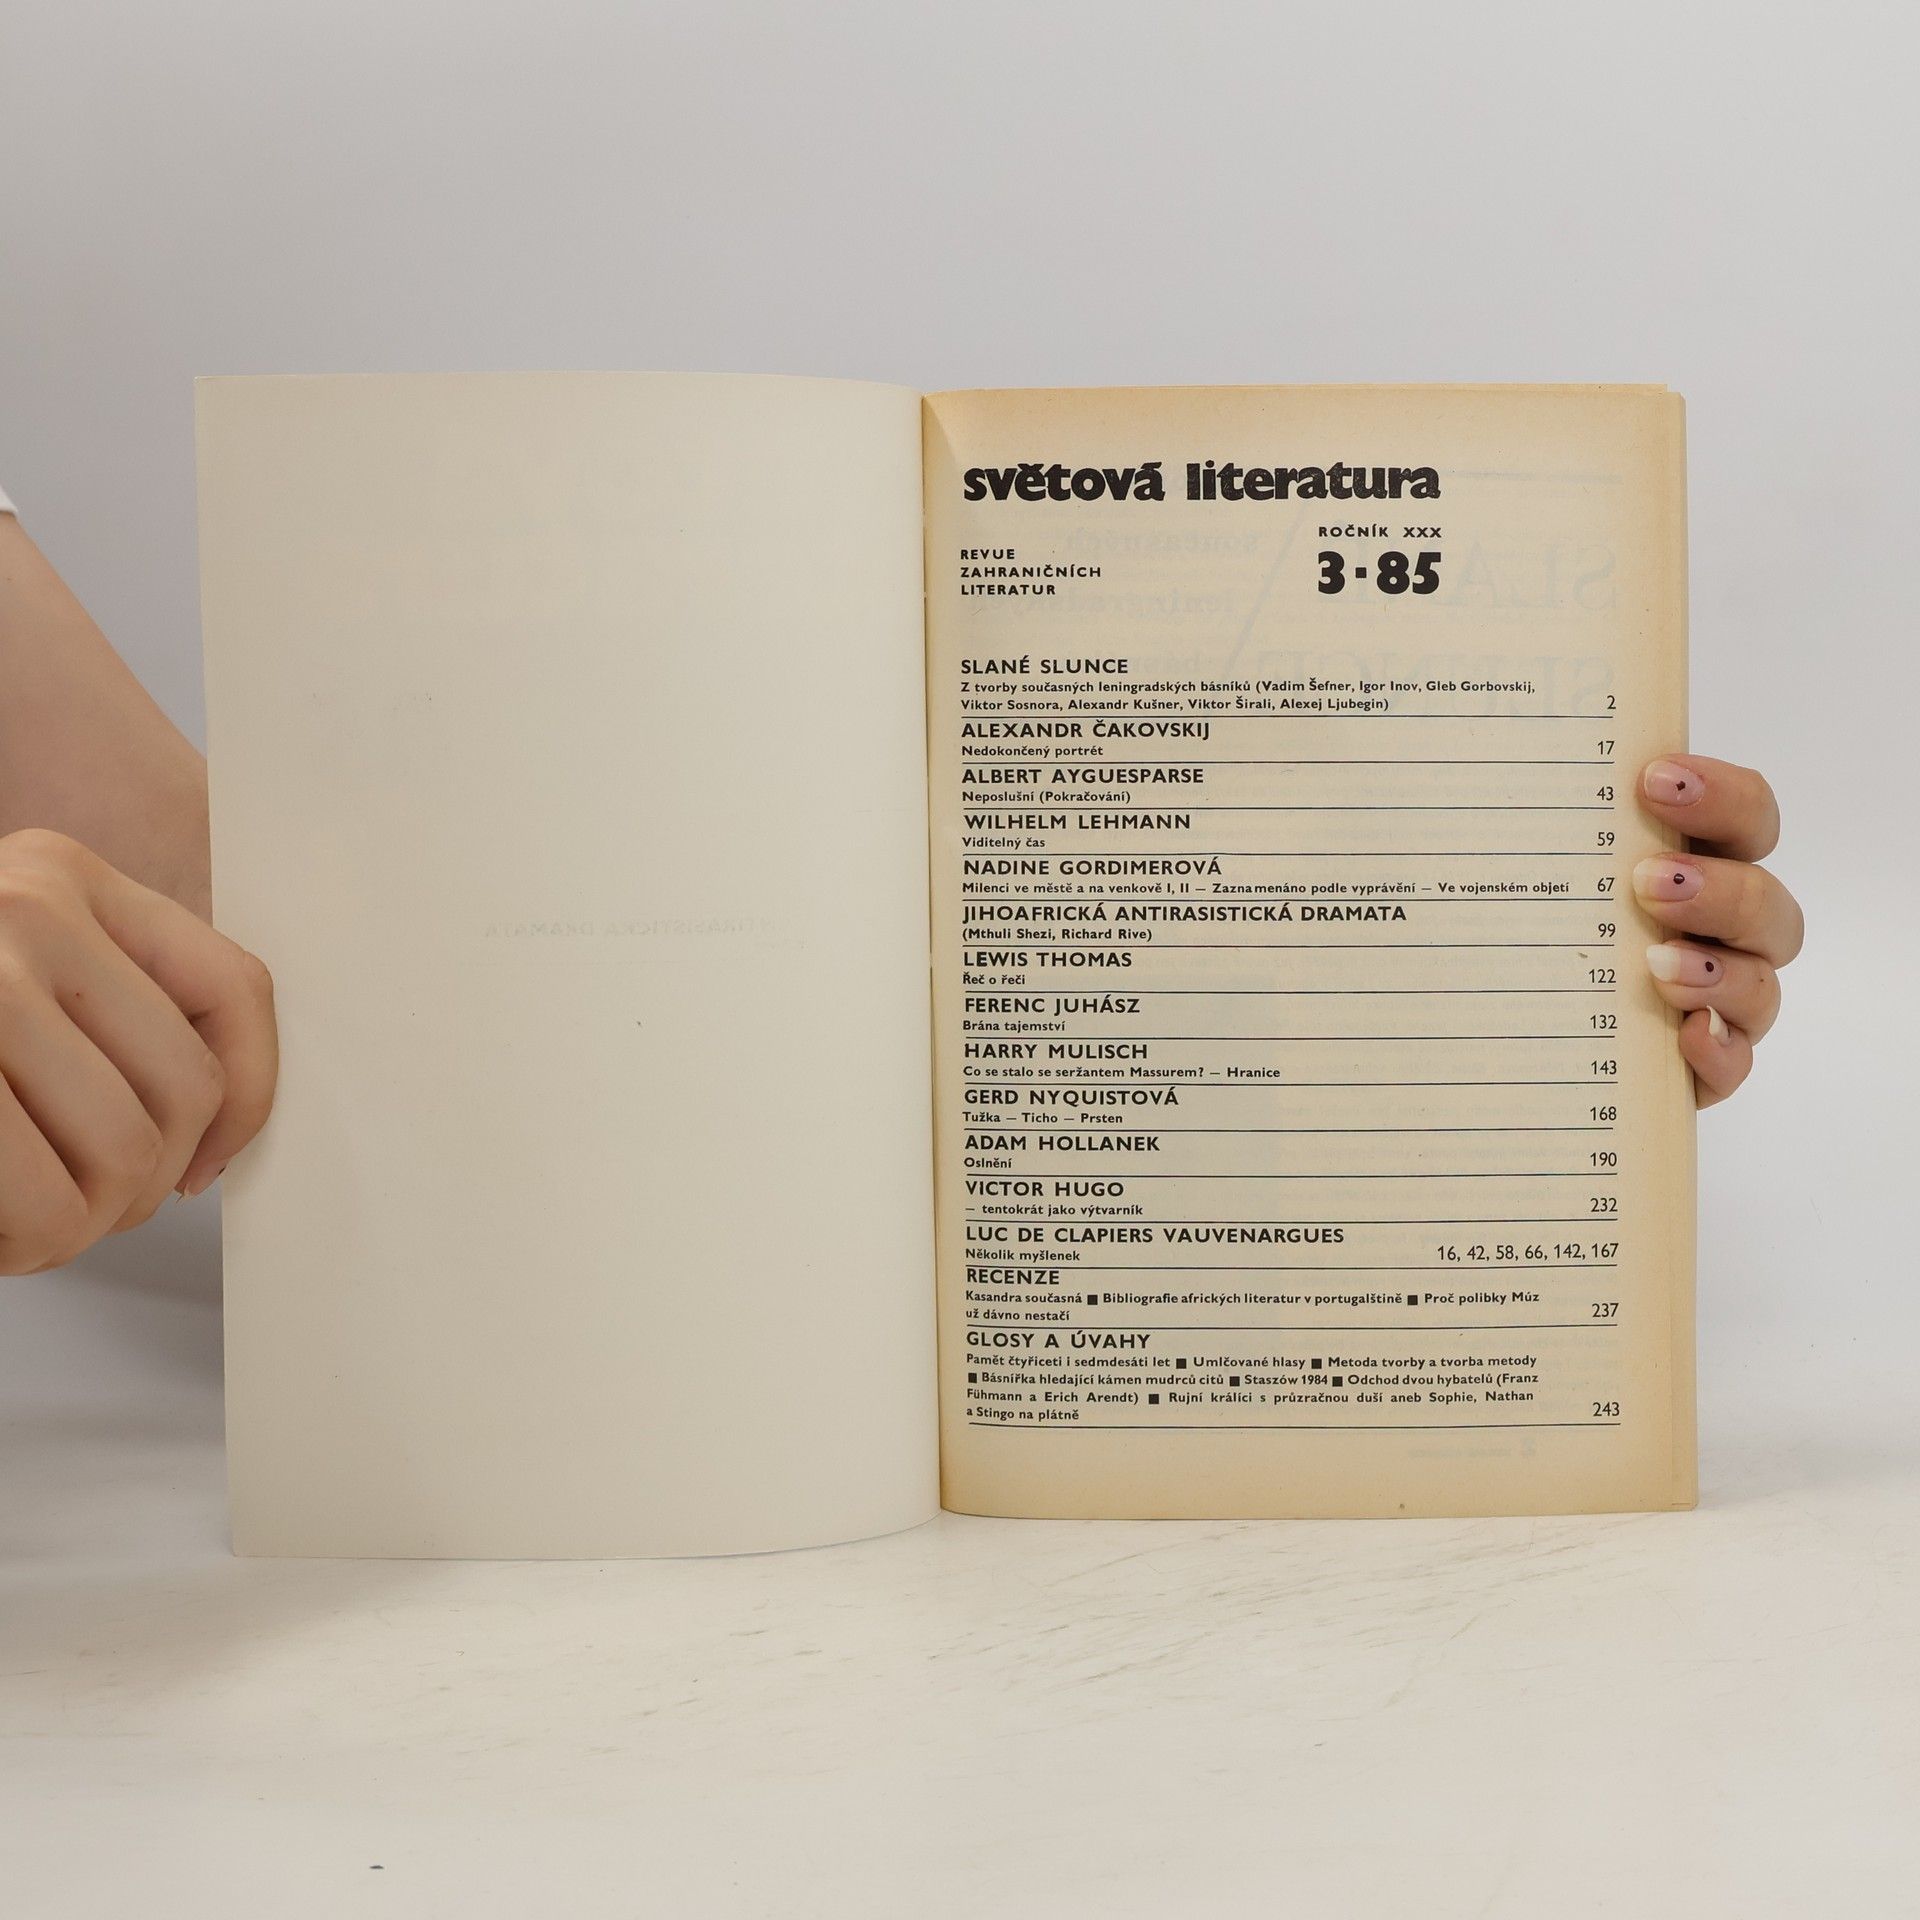 světová literatura
REVUE
ZAHRANIČNÍCH
LITERATUR
ROČNÍK XXX
3·85
SLANÉ SLUNCE
Z tvorby současných leningradských básníků (Vadim Šefner, Igor Inov, Gleb Gorbovskij,
Viktor Sosnora, Alexandr Kušner, Viktor Širali, Alexej Ljubegin) 2
ALEXANDR ČAKOVSKIJ
Nedokončený portrét 17
ALBERT AYGUESPARSE
Neposlušní (Pokračování) 43
WILHELM LEHMANN
Viditelný čas 59
NADINE GORDIMEROVÁ
Milenci ve městě a na venkově I, II — Zaznamenáno podle vyprávění — Ve vojenském objetí 67
JIHOAFRICKÁ ANTIRASISTICKÁ DRAMATA
(Mthuli Shezi, Richard Rive) 99
LEWIS THOMAS
Řeč o řeči 122
FERENC JUHÁSZ
Brána tajemství 132
HARRY MULISCH
Co se stalo se seržantem Massurem? — Hranice 143
GERD NYQUISTOVÁ
Tužka — Ticho — Prsten 168
ADAM HOLLANEK
Oslnění 190
VICTOR HUGO
— tentokrát jako výtvarník 232
LUC DE CLAPIERS VAUVENARGUES
Několik myšlenek 16, 42, 58, 66, 142, 167
RECENZE
Kasandra současná ■ Bibliografie afrických literatur v portugalštině ■ Proč polibky Múz
už dávno nestačí 237
GLOSY A ÚVAHY
Pamět čtyřiceti i sedmdesáti let ■ Umlčované hlasy ■ Metoda tvorby a tvorba metody
■ Básnířka hledající kámen mudrců citů ■ Staszów 1984 ■ Odchod dvou hybatelů (Franz
Fühmann a Erich Arendt) ■ Rujní králíci s průzračnou duší aneb Sophie, Nathan
a Stingo na plátně 243